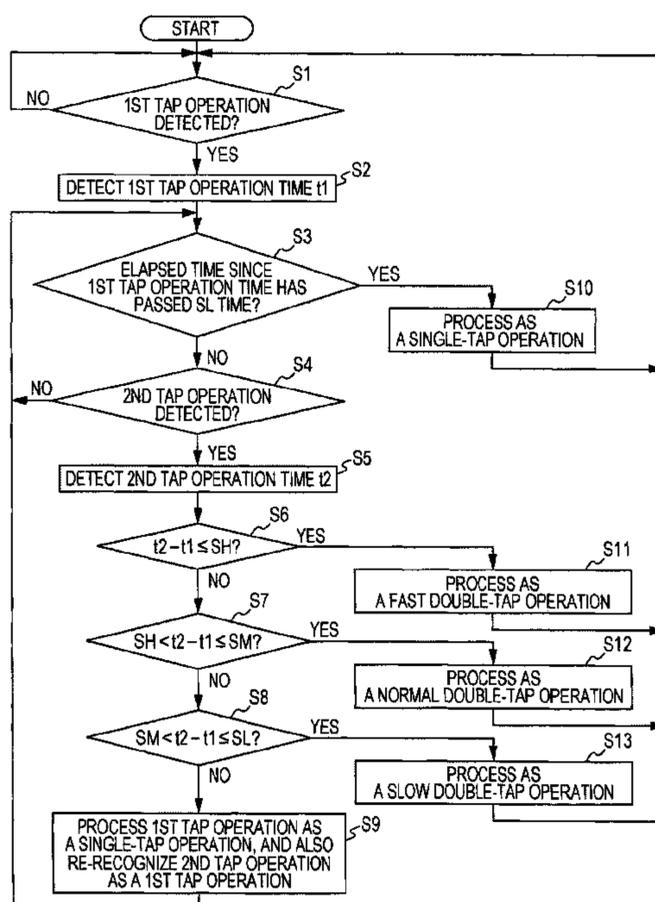 START
S1
1ST TAP OPERATION
DETECTED?
NO
YES
S2
DETECT 1ST TAP OPERATION TIME t1
S3
ELAPSED TIME SINCE
1ST TAP OPERATION TIME HAS
PASSED SL TIME?
YES
S10
PROCESS AS
A SINGLE-TAP OPERATION
NO
S4
2ND TAP OPERATION
DETECTED?
NO
YES
S5
DETECT 2ND TAP OPERATION TIME t2
S6
t2-t1≤SH?
YES
S11
PROCESS AS
A FAST DOUBLE-TAP OPERATION
NO
S7
SH<t2-t1≤SM?
YES
S12
PROCESS AS
A NORMAL DOUBLE-TAP OPERATION
NO
S8
SM<t2-t1≤SL?
YES
S13
PROCESS AS
A SLOW DOUBLE-TAP OPERATION
NO
S9
PROCESS 1ST TAP OPERATION AS
A SINGLE-TAP OPERATION, AND ALSO
RE-RECOGNIZE 2ND TAP OPERATION
AS A 1ST TAP OPERATION